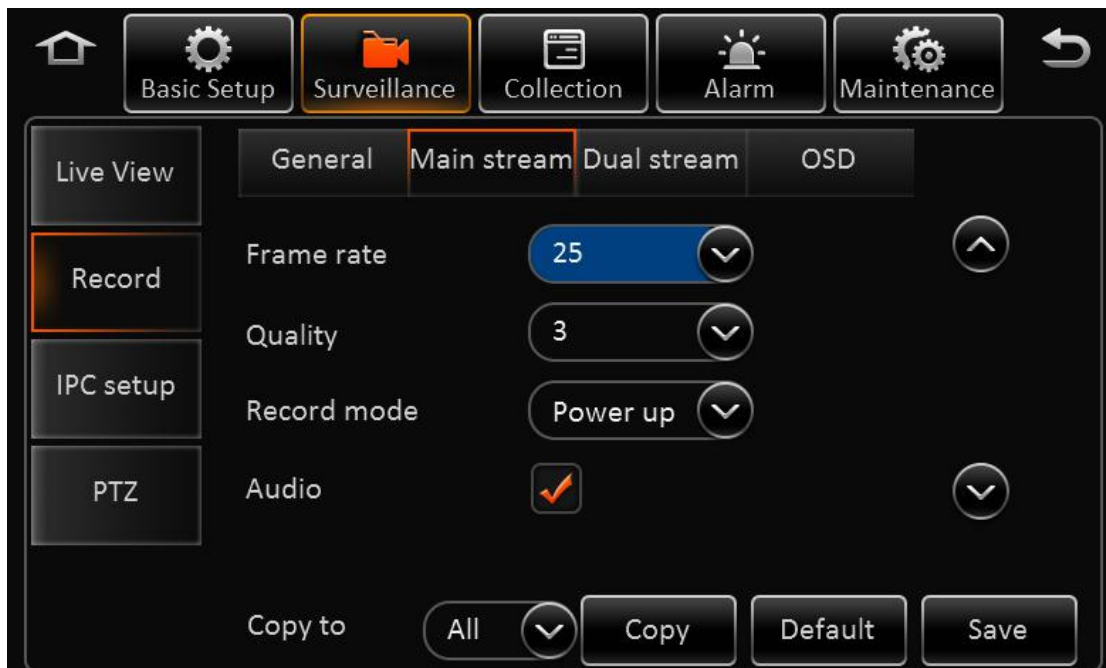 Basic Setup Surveillance Collection Alarm Maintenance
General Main stream Dual stream OSD
Live View
Record
IPC setup
PTZ
Frame rate 25
Quality 3
Record mode Power up
Audio
Copy to All Copy Default Save